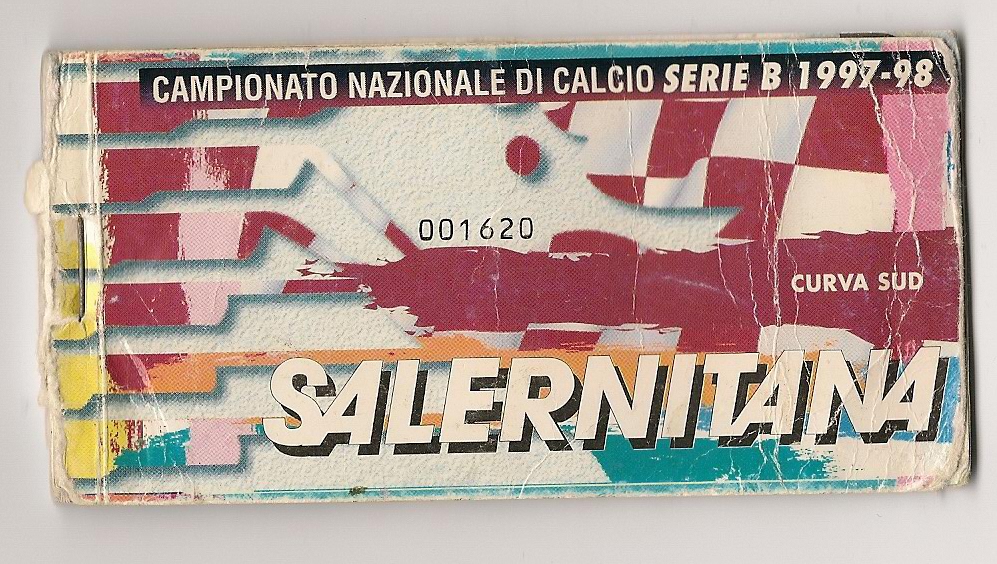 CAMPIONATO NAZIONALE DI CALCIO SERIE B 1997-98
001620
CURVA SUD
SALERNITANA